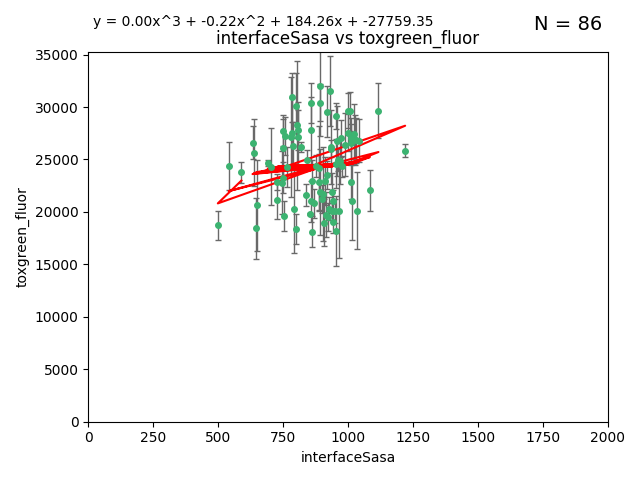 y = 0.00x^3 + -0.22x^2 + 184.26x + -27759.35
N = 86
interfaceSasa vs toxgreen_fluor
35000
30000
25000
20000
15000
10000
5000
0
toxgreen_fluor
0 250 500 750 1000 1250 1500 1750 2000
interfaceSasa